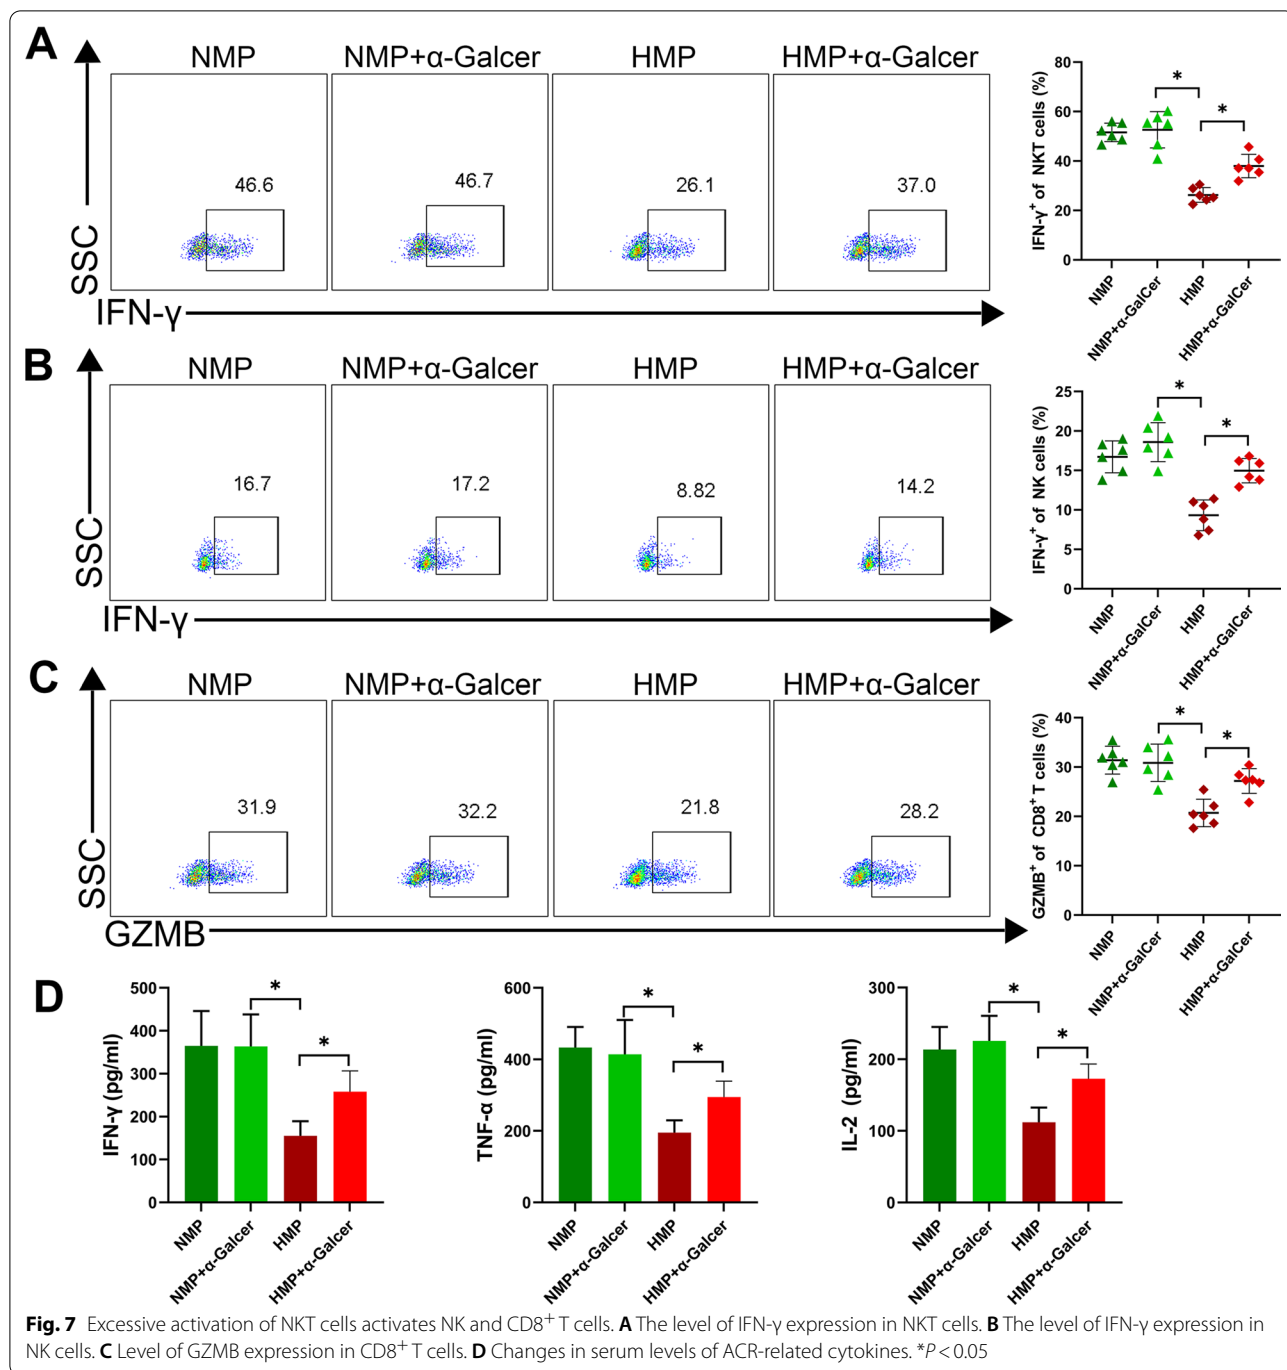 A
NMP
NMP+α-Galcer
HMP
HMP+α-Galcer
SSC
46.6
46.7
26.1
37.0
IFN-γ
IFN-γ⁺ of NKT cells (%)
80
60
40
20
0
*
*
NMP
NMP+α-GalCer
HMP
HMP+α-GalCer
B
NMP
NMP+α-Galcer
HMP
HMP+α-Galcer
SSC
16.7
17.2
8.82
14.2
IFN-γ
IFN-γ⁺ of NK cells (%)
25
20
15
10
5
0
*
*
NMP
NMP+α-GalCer
HMP
HMP+α-GalCer
C
NMP
NMP+α-Galcer
HMP
HMP+α-Galcer
SSC
31.9
32.2
21.8
28.2
GZMB
GZMB⁺ of CD8⁺ T cells (%)
40
30
20
10
0
*
*
NMP
NMP+α-GalCer
HMP
HMP+α-GalCer
D
IFN-γ (pg/ml)
500
400
300
200
100
0
*
*
NMP
NMP+α-Galcer
HMP
HMP+α-Galcer
TNF-α (pg/ml)
600
400
200
0
*
*
NMP
NMP+α-Galcer
HMP
HMP+α-Galcer
IL-2 (pg/ml)
300
200
100
0
*
*
NMP
NMP+α-Galcer
HMP
HMP+α-Galcer
Fig. 7 Excessive activation of NKT cells activates NK and CD8⁺ T cells. A The level of IFN-γ expression in NKT cells. B The level of IFN-γ expression in
NK cells. C Level of GZMB expression in CD8⁺ T cells. D Changes in serum levels of ACR-related cytokines. *P < 0.05